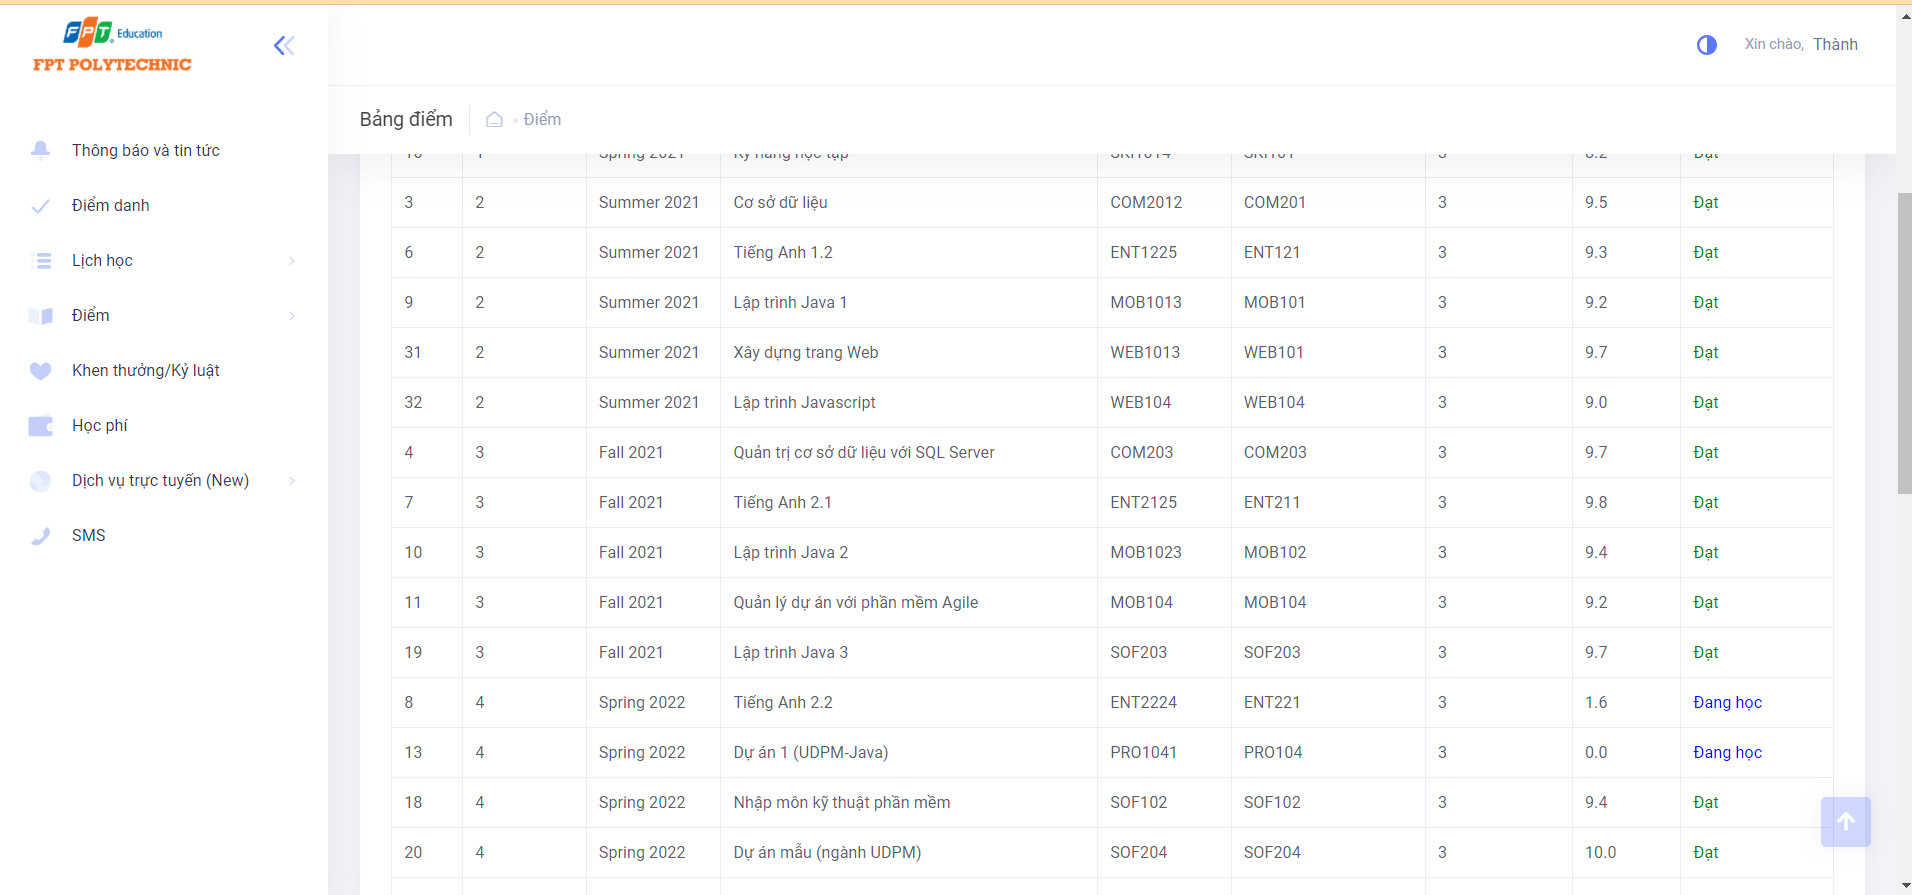 FPT Education
FPT POLYTECHNIC
Xin chào, Thành
Bảng điểm Điểm
Thông báo và tin tức
Điểm danh
Lịch học
Điểm
Khen thưởng/Kỷ luật
Học phí
Dịch vụ trực tuyến (New)
SMS
Spring 2021 Kỹ năng học tập
3 2 Summer 2021 Cơ sở dữ liệu COM2012 COM201 3 9.5 Đạt
6 2 Summer 2021 Tiếng Anh 1.2 ENT1225 ENT121 3 9.3 Đạt
9 2 Summer 2021 Lập trình Java 1 MOB1013 MOB101 3 9.2 Đạt
31 2 Summer 2021 Xây dựng trang Web WEB1013 WEB101 3 9.7 Đạt
32 2 Summer 2021 Lập trình Javascript WEB104 WEB104 3 9.0 Đạt
4 3 Fall 2021 Quản trị cơ sở dữ liệu với SQL Server COM203 COM203 3 9.7 Đạt
7 3 Fall 2021 Tiếng Anh 2.1 ENT2125 ENT211 3 9.8 Đạt
10 3 Fall 2021 Lập trình Java 2 MOB1023 MOB102 3 9.4 Đạt
11 3 Fall 2021 Quản lý dự án với phần mềm Agile MOB104 MOB104 3 9.2 Đạt
19 3 Fall 2021 Lập trình Java 3 SOF203 SOF203 3 9.7 Đạt
8 4 Spring 2022 Tiếng Anh 2.2 ENT2224 ENT221 3 1.6 Đang học
13 4 Spring 2022 Dự án 1 (UDPM-Java) PRO1041 PRO104 3 0.0 Đang học
18 4 Spring 2022 Nhập môn kỹ thuật phần mềm SOF102 SOF102 3 9.4 Đạt
20 4 Spring 2022 Dự án mẫu (ngành UDPM) SOF204 SOF204 3 10.0 Đạt